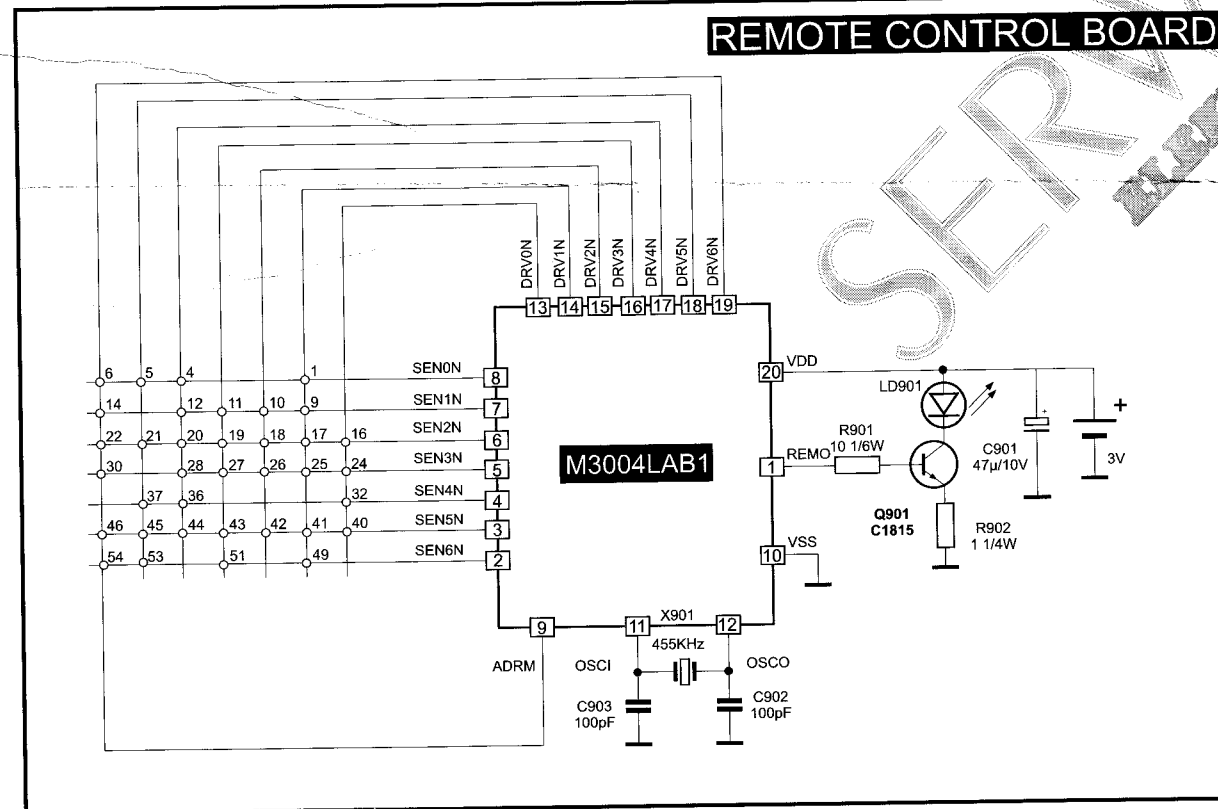 REMOTE CONTROL BOARD
SERV
DRV0N DRV1N DRV2N DRV3N DRV4N DRV5N DRV6N
13 14 15 16 17 18 19
6 5 4 1 SEN0N 8
14 12 11 10 9 SEN1N 7
22 21 20 19 18 17 16 SEN2N 6
30 28 27 26 25 24 SEN3N 5
37 36 32 SEN4N 4
46 45 44 43 42 41 40 SEN5N 3
54 53 51 49 SEN6N 2
M3004LAB1
20 VDD
LD901
1 REMO
R901
10 1/6W
C901
47µ/10V
+
+
3V
Q901
C1815
R902
1 1/4W
10 VSS
9 11 X901 12
455KHz
ADRM OSCI OSCO
C903
100pF
C902
100pF